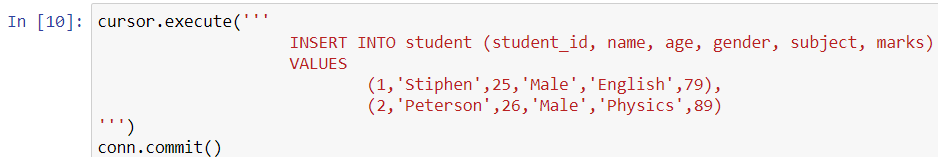 In [10]: cursor.execute('''
INSERT INTO student (student_id, name, age, gender, subject, marks)
VALUES
(1,'Stiphen',25,'Male','English',79),
(2,'Peterson',26,'Male','Physics',89)
''')
conn.commit()